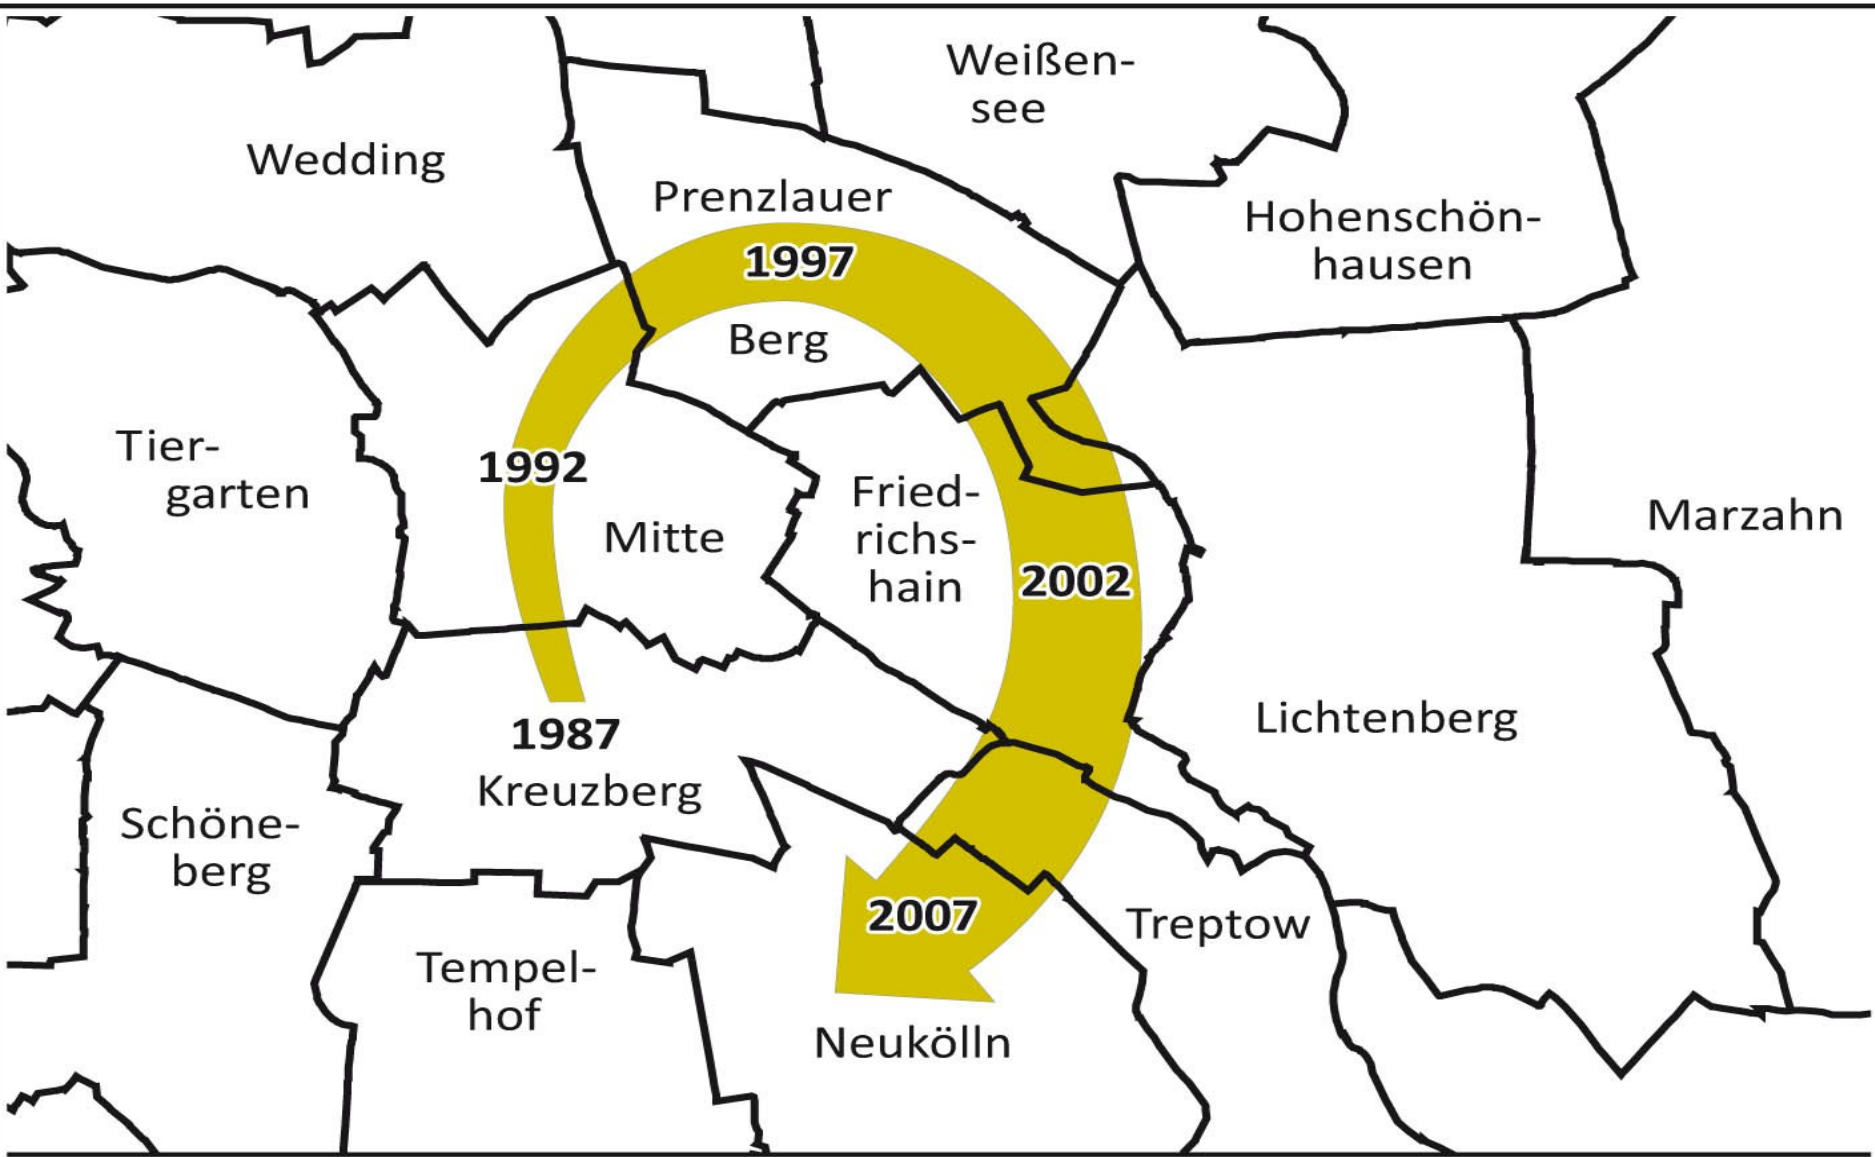 Weißen-
see
Wedding
Prenzlauer
Hohenschön-
hausen
1997
Berg
Tier-
garten
1992
Mitte
Fried-
richs-
hain
2002
Marzahn
Lichtenberg
1987
Kreuzberg
Schöne-
berg
2007
Treptow
Tempel-
hof
Neukölln